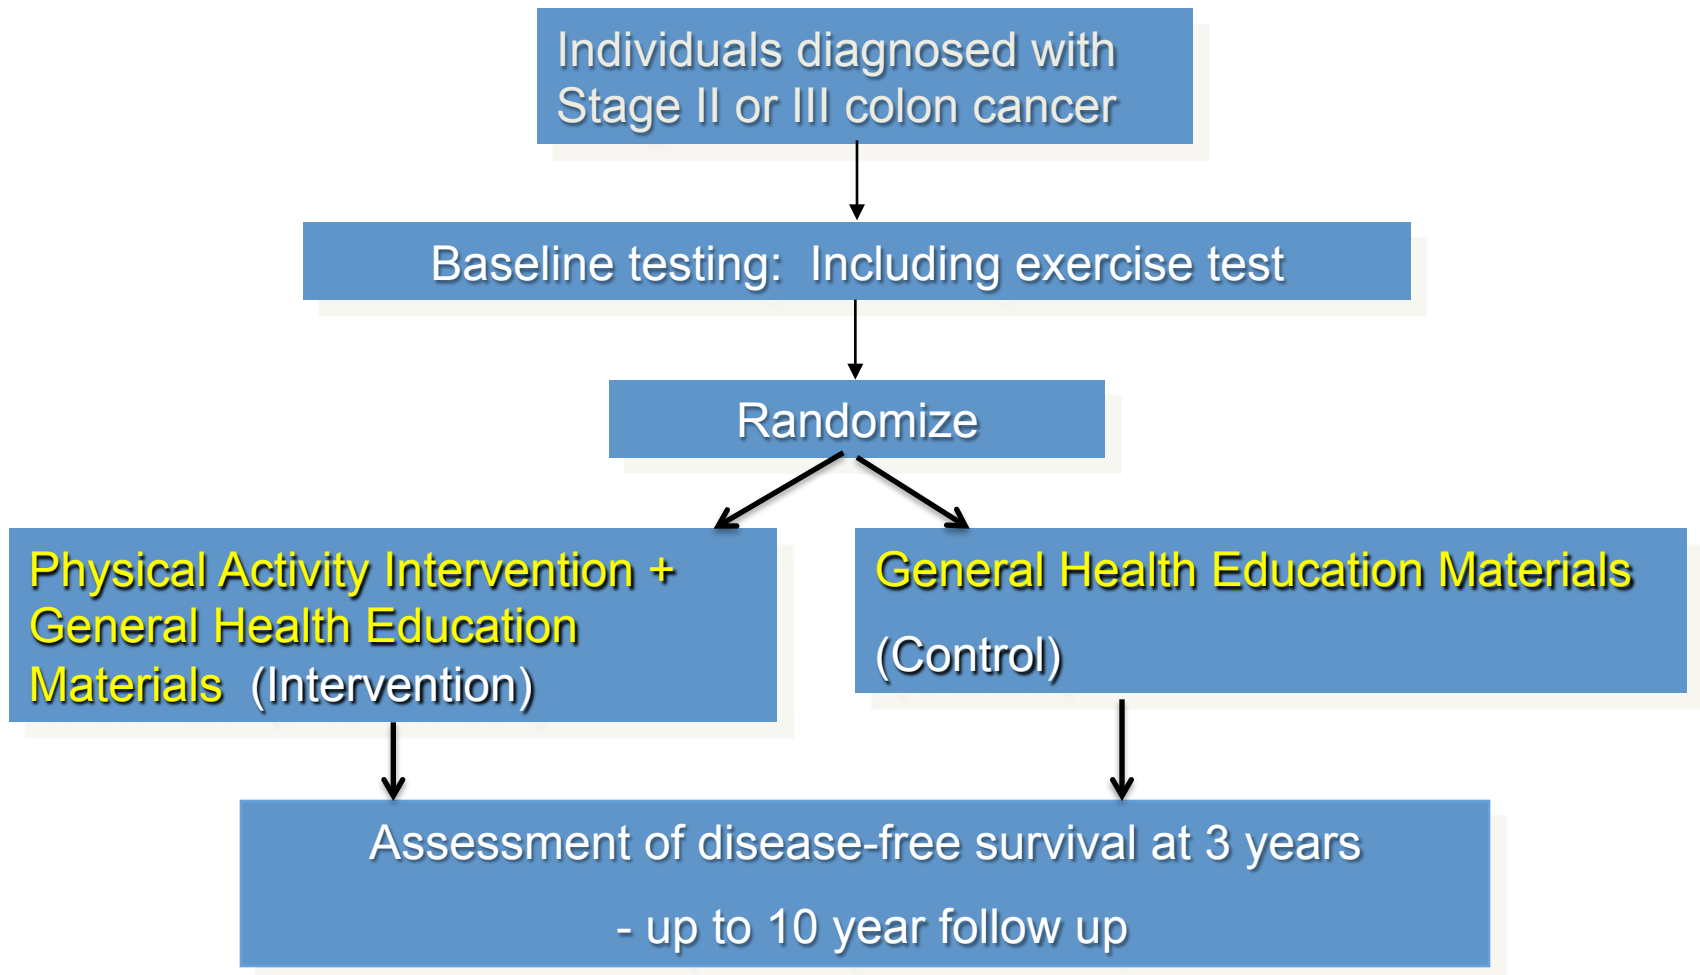 Individuals diagnosed with
Stage II or III colon cancer
Baseline testing:  Including exercise test
Randomize
Physical Activity Intervention +
General Health Education
Materials  (Intervention)
General Health Education Materials
(Control)
Assessment of disease-free survival at 3 years
- up to 10 year follow up